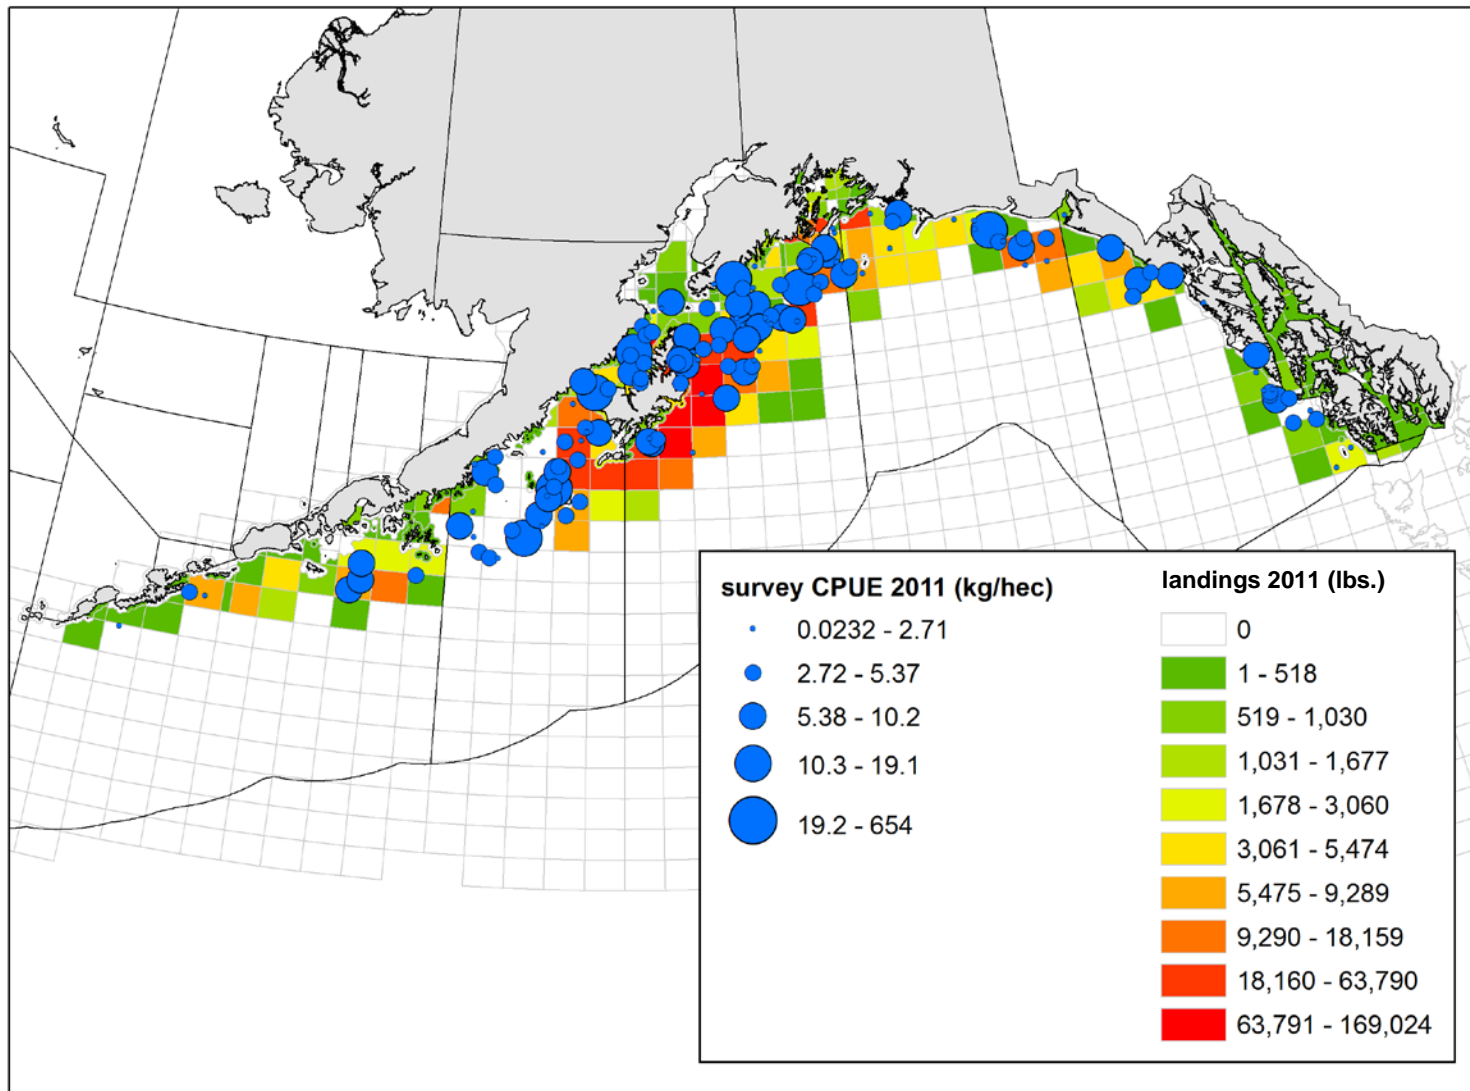 survey CPUE 2011 (kg/hec)
0.0232 - 2.71
2.72 - 5.37
5.38 - 10.2
10.3 - 19.1
19.2 - 654
landings 2011 (lbs.)
0
1 - 518
519 - 1,030
1,031 - 1,677
1,678 - 3,060
3,061 - 5,474
5,475 - 9,289
9,290 - 18,159
18,160 - 63,790
63,791 - 169,024